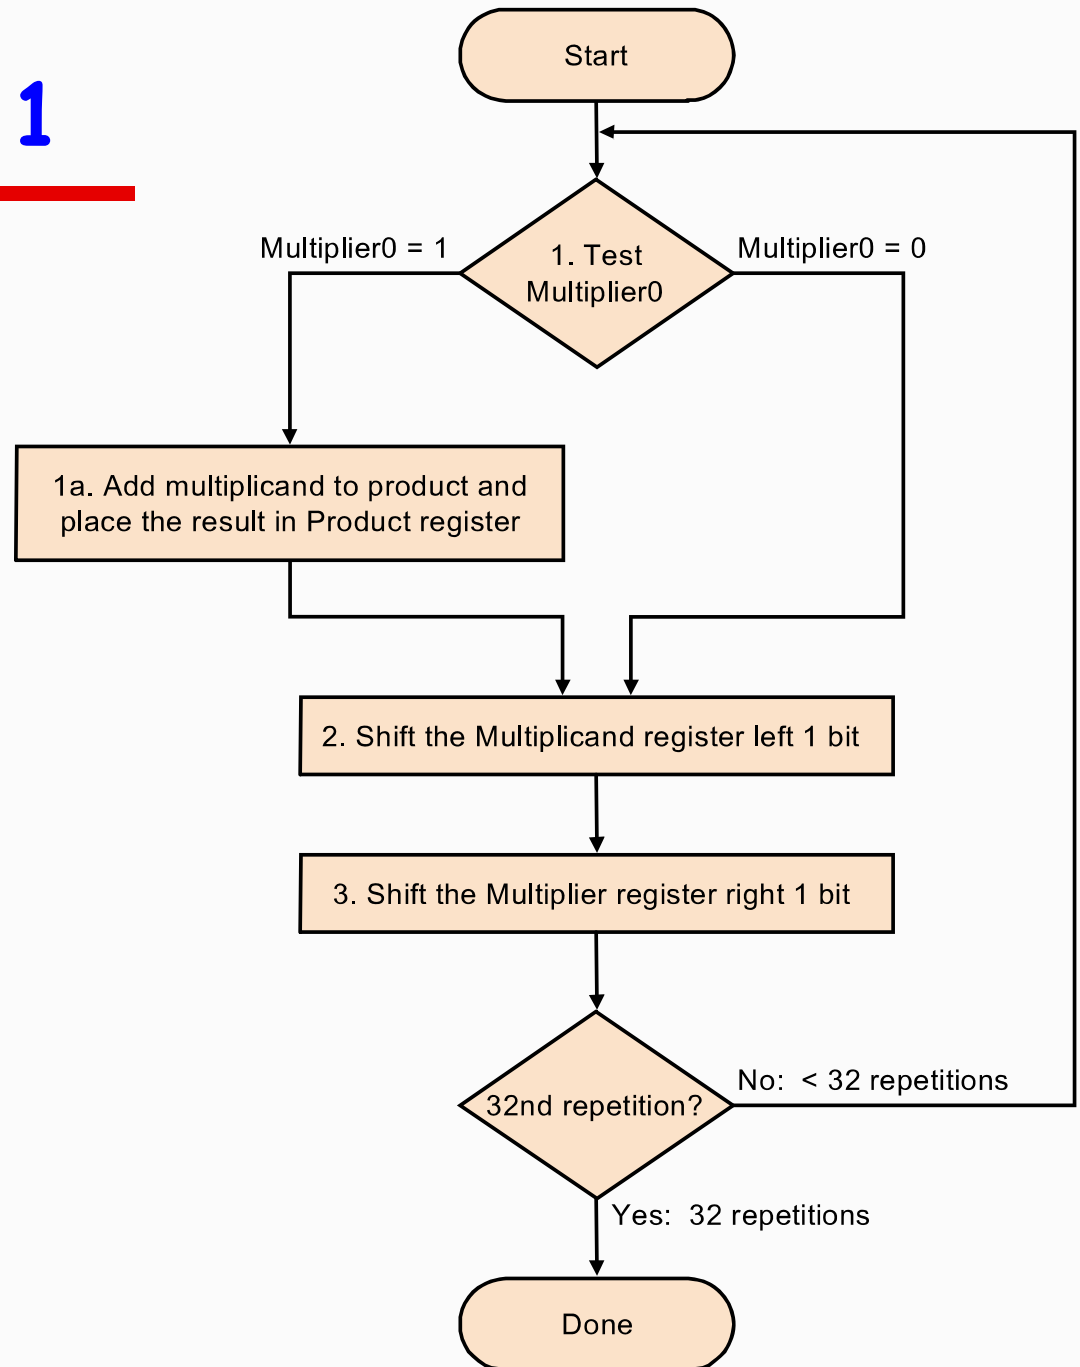 1
Start
1. Test
Multiplier0
Multiplier0 = 1
Multiplier0 = 0
1a. Add multiplicand to product and
place the result in Product register
2. Shift the Multiplicand register left 1 bit
3. Shift the Multiplier register right 1 bit
32nd repetition?
No:  < 32 repetitions
Yes:  32 repetitions
Done